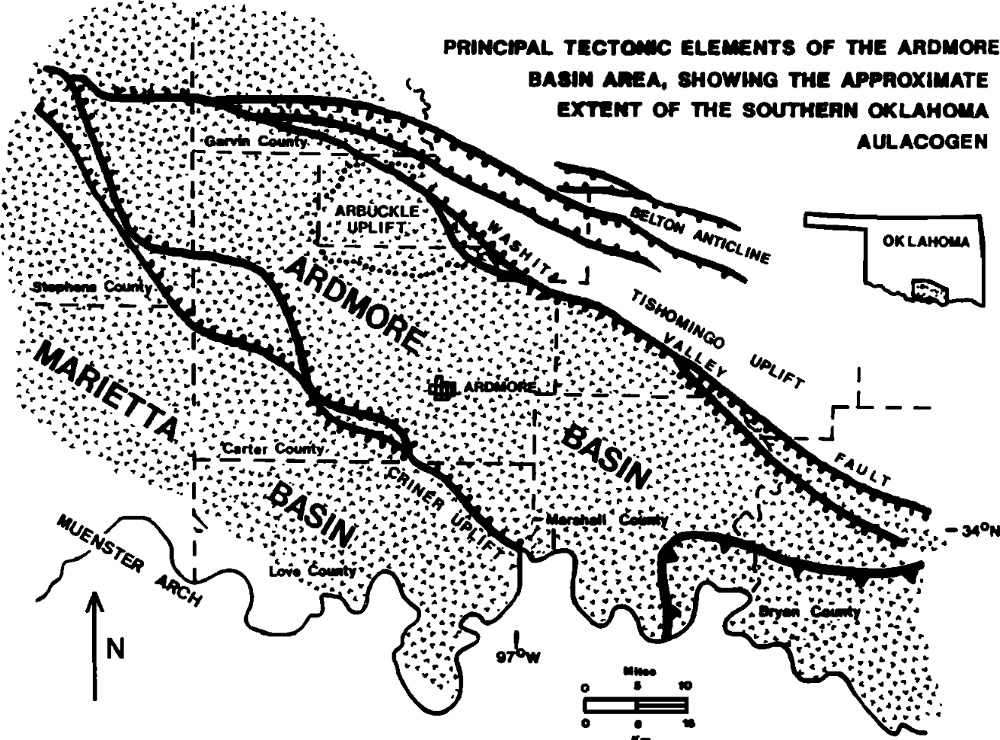 PRINCIPAL TECTONIC ELEMENTS OF THE ARDMORE
BASIN AREA, SHOWING THE APPROXIMATE
EXTENT OF THE SOUTHERN OKLAHOMA
AULACOGEN
Garvin County
ARBUCKLE
UPLIFT
BELTON ANTICLINE
OKLAHOMA
WASHITA
VALLEY
FAULT
TISHOMINGO
UPLIFT
Stephens County
ARDMORE
BASIN
ARDMORE
MARIETTA
BASIN
Carter County
CRINER UPLIFT
Marshall County
34°N
MUENSTER ARCH
Love County
Bryan County
N
97°W
Miles
0 5 10
0 8 16
Km